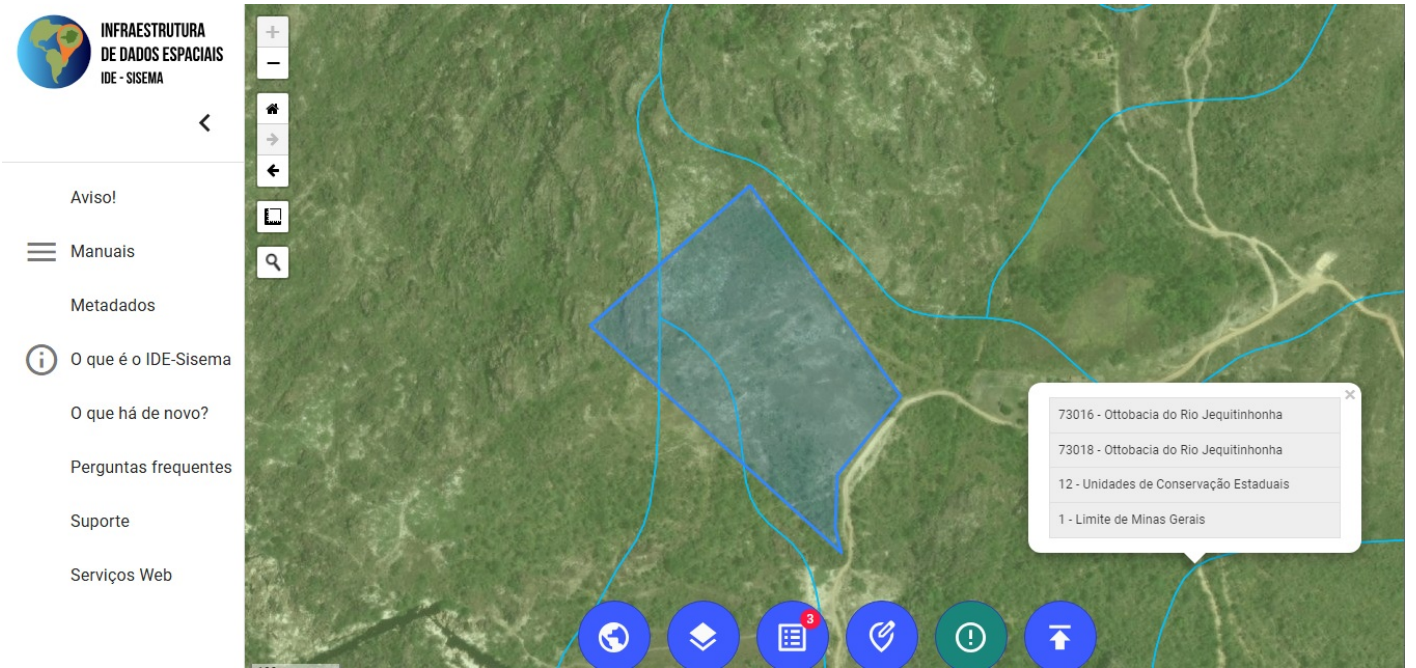 INFRAESTRUTURA
DE DADOS ESPACIAIS
IDE - SISEMA
Aviso!
Manuais
Metadados
O que é o IDE-Sisema
O que há de novo?
Perguntas frequentes
Suporte
Serviços Web
73016 - Ottobacia do Rio Jequitinhonha
73018 - Ottobacia do Rio Jequitinhonha
12 - Unidades de Conservação Estaduais
1 - Limite de Minas Gerais
3